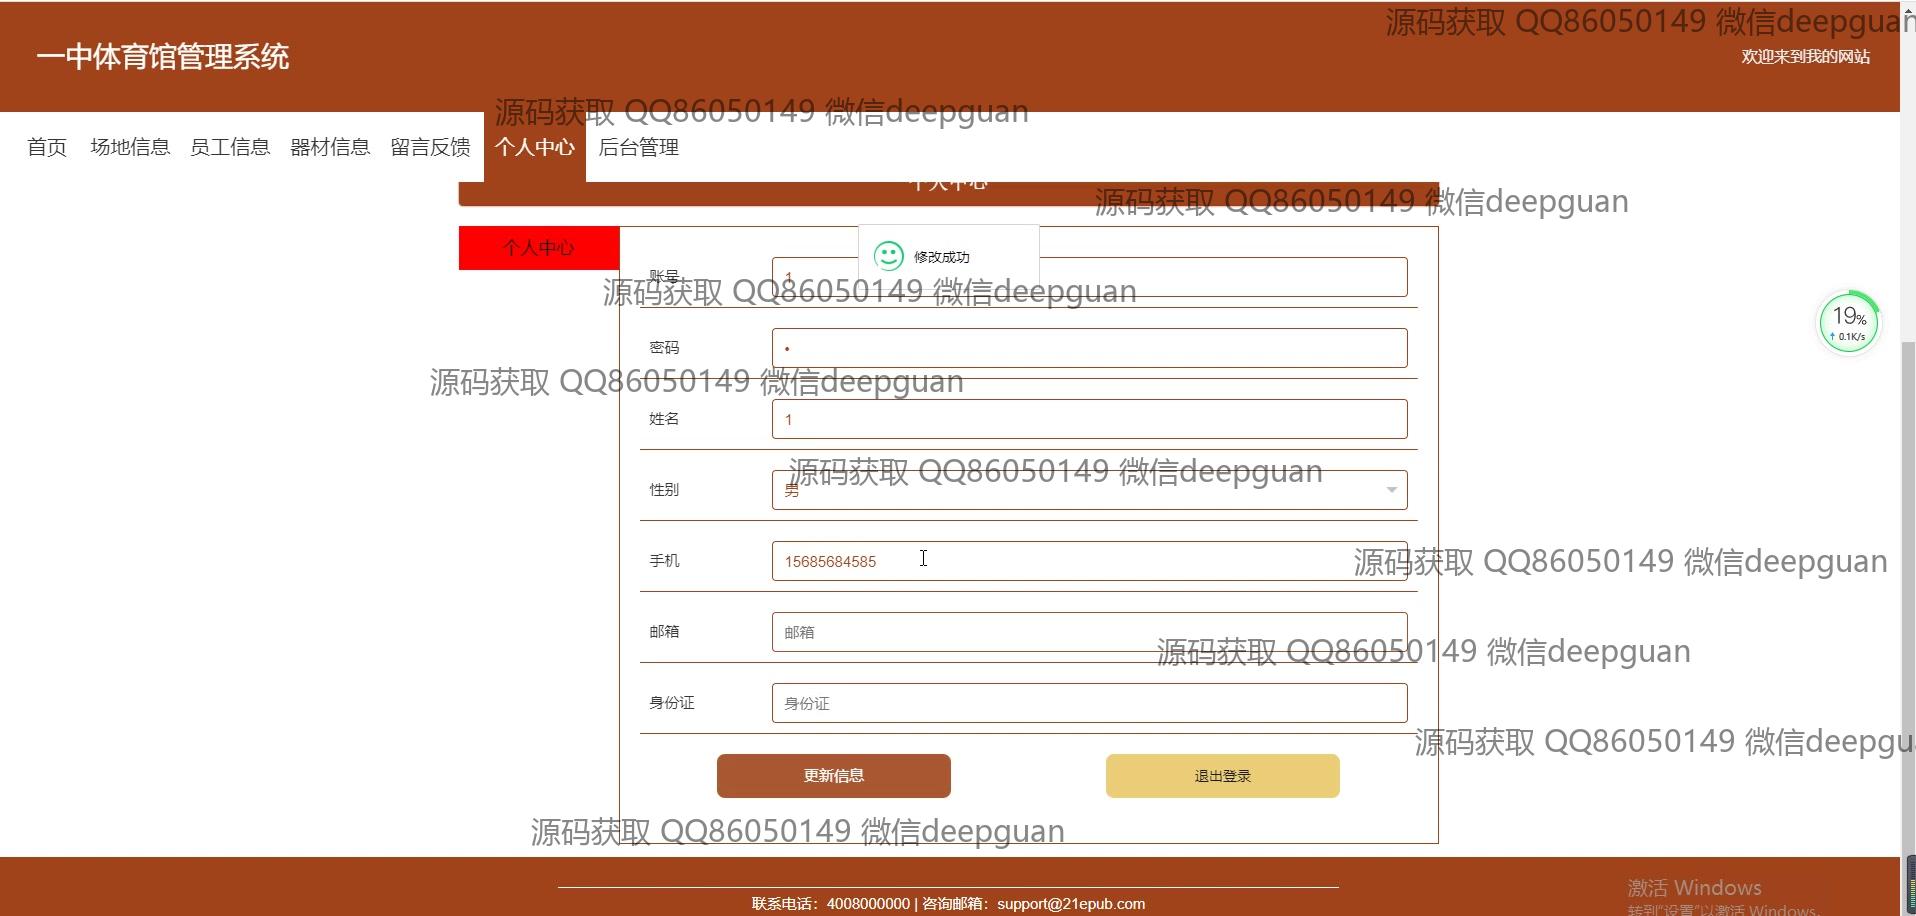 源码获取 QQ86050149 微信deepguan
一中体育馆管理系统
欢迎来到我的网站
源码获取 QQ86050149 微信deepguan
首页 场地信息 员工信息 器材信息 留言反馈 个人中心 后台管理
个人中心
源码获取 QQ86050149 微信deepguan
个人中心
修改成功
账号 1
源码获取 QQ86050149 微信deepguan
19%
↑ 0.1K/s
密码 •
源码获取 QQ86050149 微信deepguan
姓名 1
源码获取 QQ86050149 微信deepguan
性别 男
手机 15685684585
源码获取 QQ86050149 微信deepguan
邮箱 邮箱
源码获取 QQ86050149 微信deepguan
身份证 身份证
源码获取 QQ86050149 微信deepgu
更新信息 退出登录
源码获取 QQ86050149 微信deepguan
激活 Windows
联系电话：4008000000 | 咨询邮箱：support@21epub.com
转到"设置"以激活 Windows。